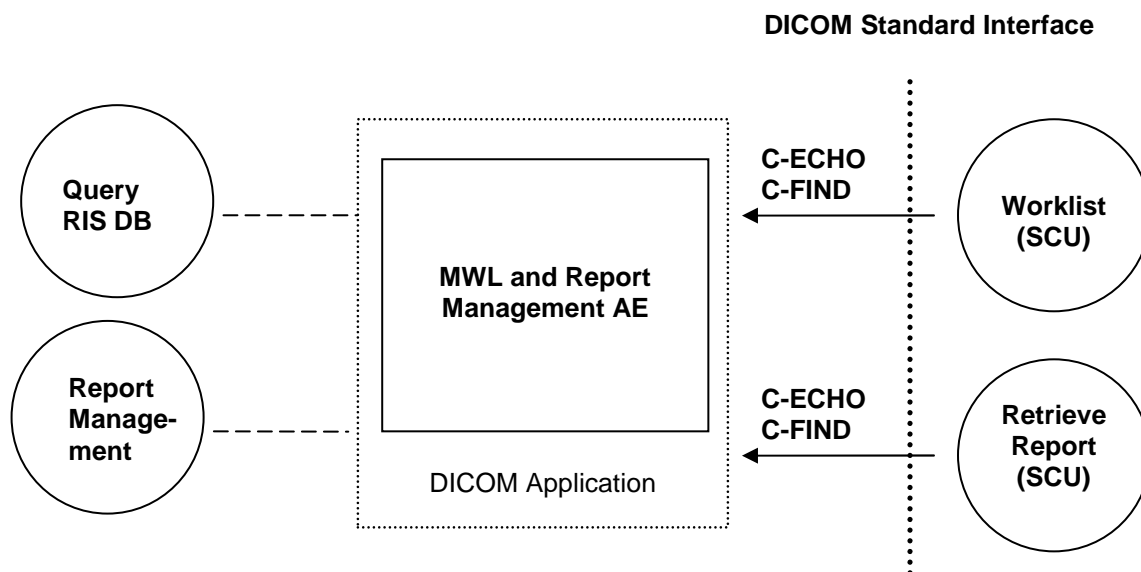 DICOM Standard Interface
Query
RIS DB
Report
Manage-
ment
MWL and Report
Management AE
DICOM Application
C-ECHO
C-FIND
C-ECHO
C-FIND
Worklist
(SCU)
Retrieve
Report
(SCU)